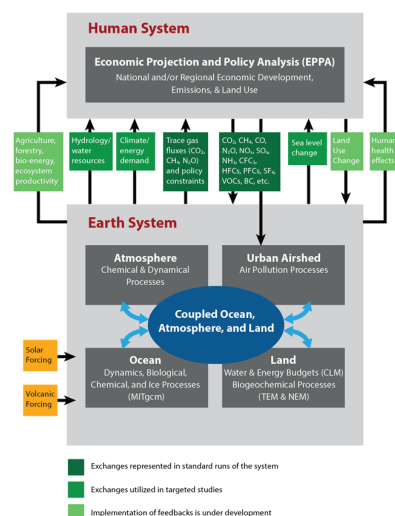 Human System
Economic Projection and Policy Analysis (EPPA)
National and/or Regional Economic Development,
Emissions, & Land Use
Agriculture,
forestry,
bio-energy,
ecosystem
productivity
Hydrology/
water
resources
Climate/
energy
demand
Trace gas
fluxes (CO₂,
CH₄, N₂O)
and policy
constraints
CO₂, CH₄, CO,
N₂O, NOₓ, SOₓ,
NH₃, CFCs,
HFCs, PFCs, SF₆,
VOCs, BC, etc.
Sea level
change
Land
Use
Change
Human
health
effects
Earth System
Atmosphere
Chemical & Dynamical
Processes
Urban Airshed
Air Pollution Processes
Coupled Ocean,
Atmosphere, and Land
Solar
Forcing
Volcanic
Forcing
Ocean
Dynamics, Biological,
Chemical, and Ice Processes
(MITgcm)
Land
Water & Energy Budgets (CLM)
Biogeochemical Processes
(TEM & NEM)
Exchanges represented in standard runs of the system
Exchanges utilized in targeted studies
Implementation of feedbacks is under development